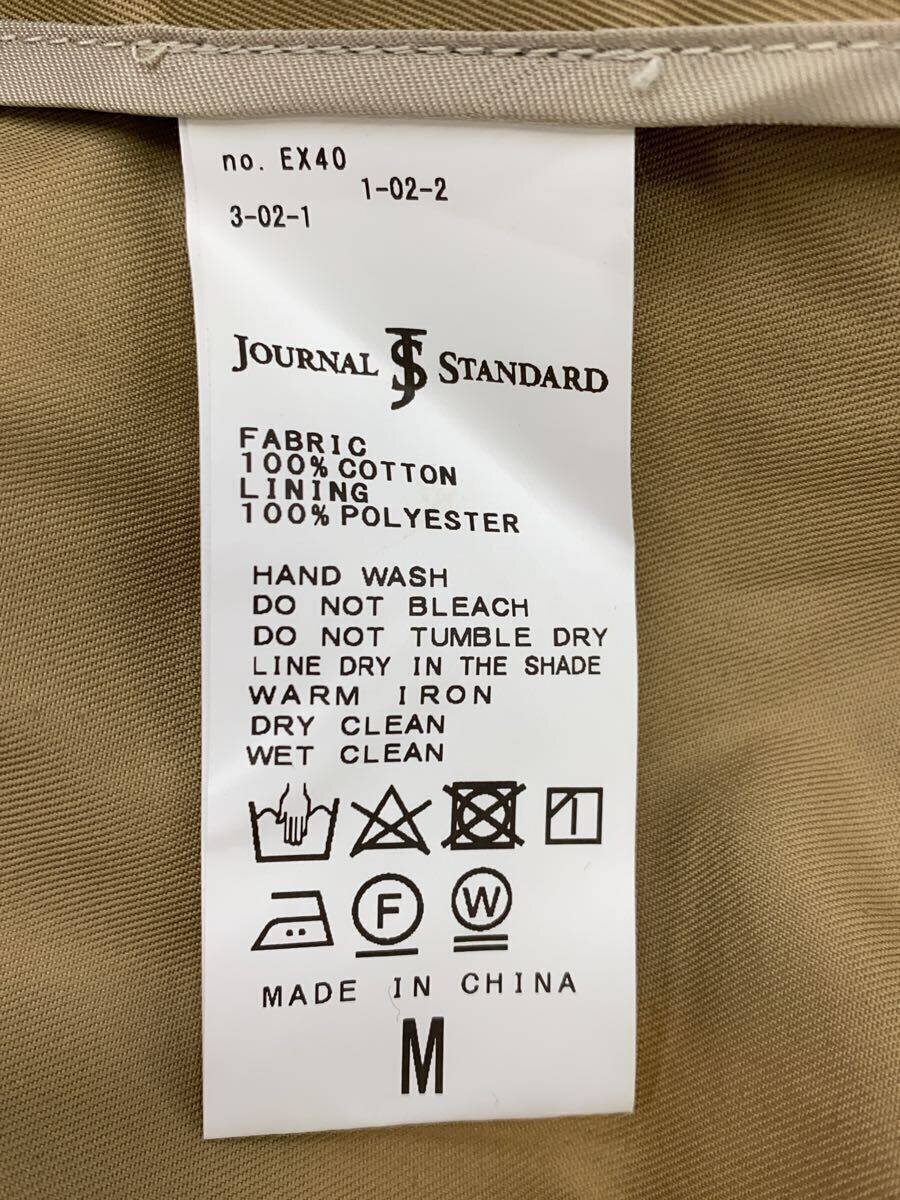 no. EX40
1-02-2
3-02-1
JOURNAL JS STANDARD
FABRIC
100% COTTON
LINING
100% POLYESTER
HAND WASH
DO NOT BLEACH
DO NOT TUMBLE DRY
LINE DRY IN THE SHADE
WARM IRON
DRY CLEAN
WET CLEAN
F W
MADE IN CHINA
M